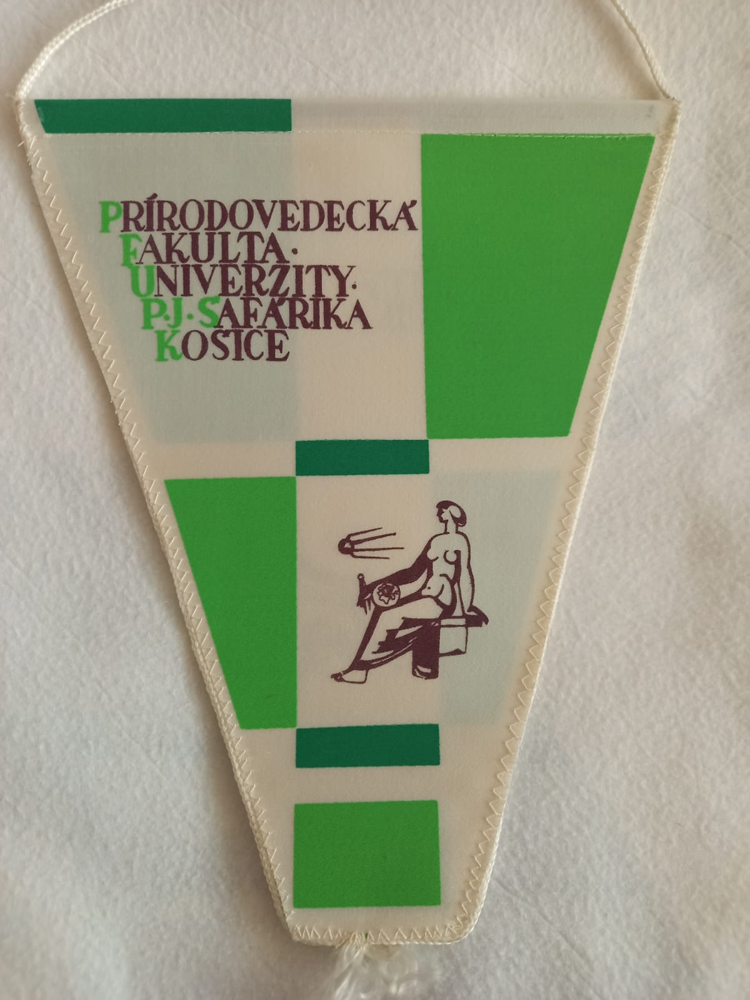 PRÍRODOVEDECKÁ
FAKULTA·
UNIVERZITY·
P·J·ŠAFÁRIKA
KOŠICE